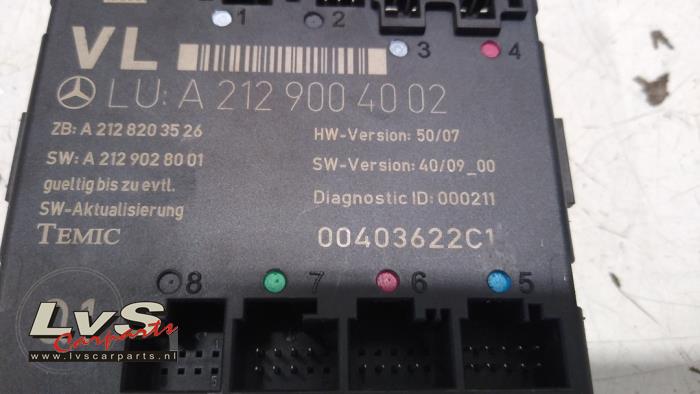 1 2 3 4
VL
LU: A 212 900 40 02
ZB: A 212 820 35 26
HW-Version: 50/07
SW: A 212 902 80 01
SW-Version: 40/09_00
gueltig bis zu evtl.
SW-Aktualisierung
Diagnostic ID: 000211
TEMIC
00403622C1
8 7 6 5
LVS
Carparts
www.lvscarparts.nl